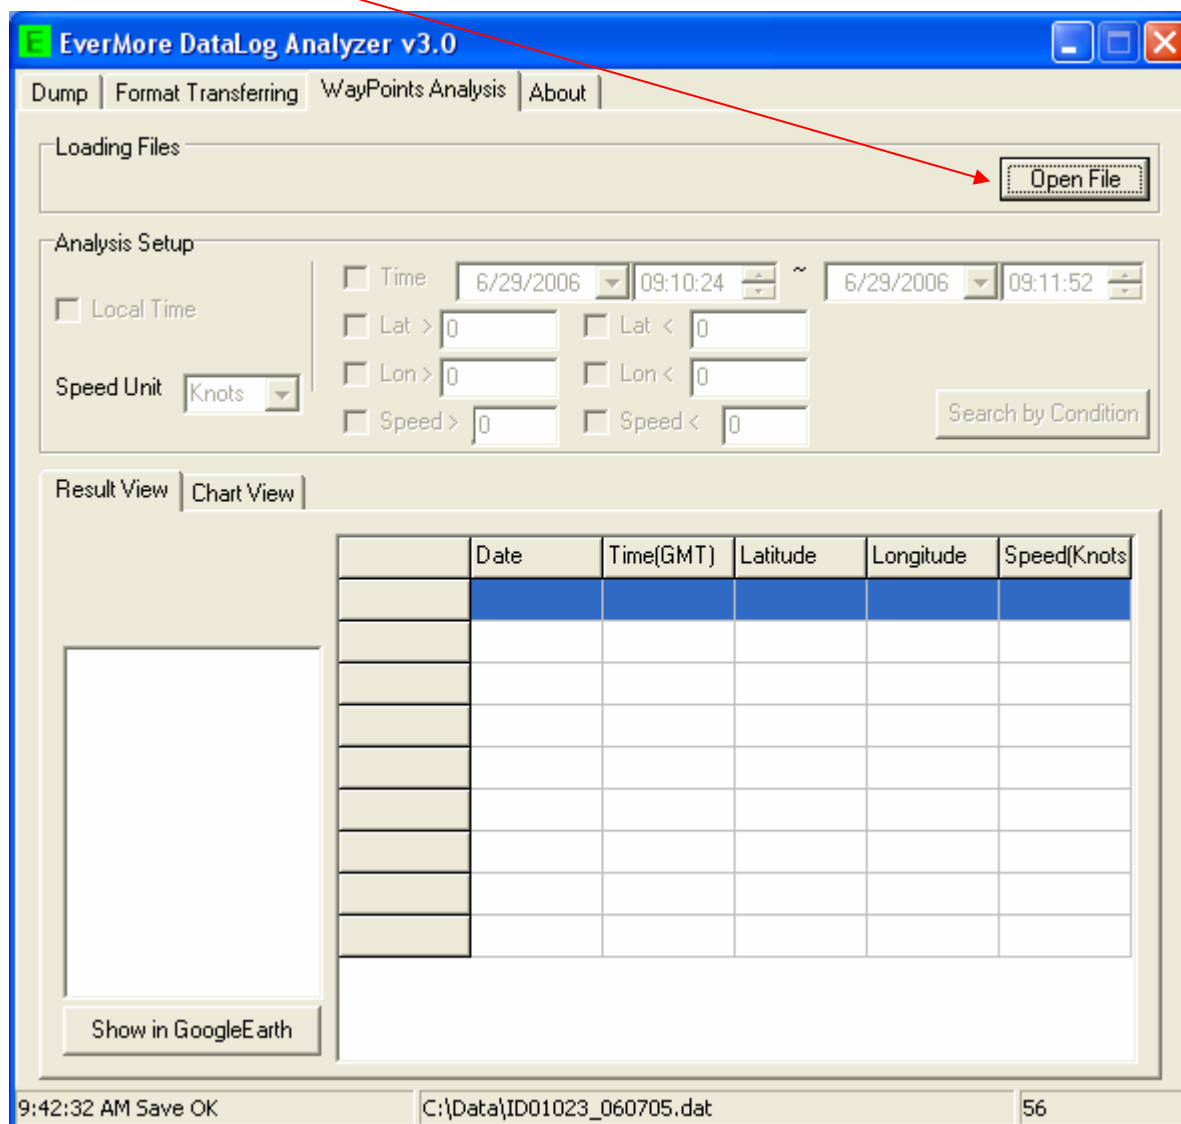 E EverMore DataLog Analyzer v3.0
Dump Format Transferring WayPoints Analysis About
Loading Files
Open File
Analysis Setup
Time 6/29/2006 09:10:24 ~ 6/29/2006 09:11:52
Local Time
Lat > 0 Lat < 0
Speed Unit Knots
Lon > 0 Lon < 0
Speed > 0 Speed < 0
Search by Condition
Result View Chart View
Date Time(GMT) Latitude Longitude Speed(Knots
Show in GoogleEarth
9:42:32 AM Save OK C:\Data\ID01023_060705.dat 56